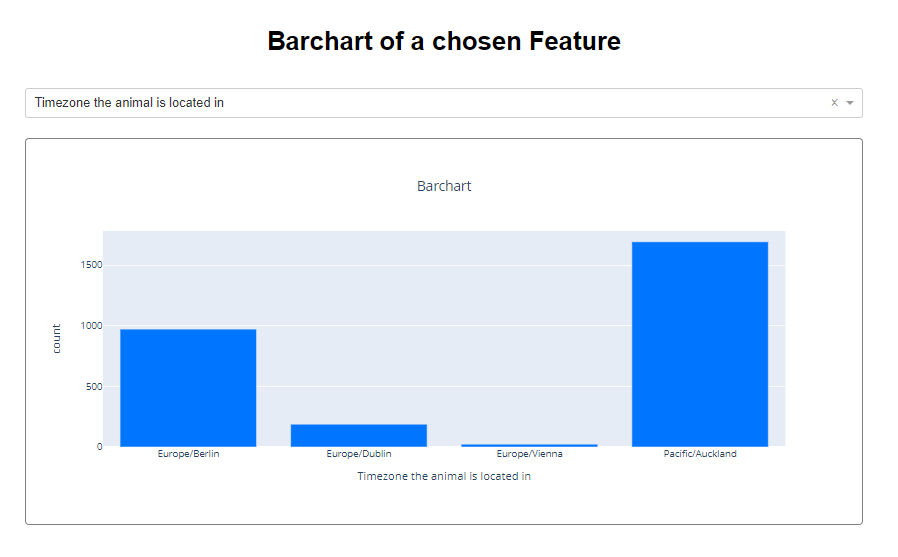 Barchart of a chosen Feature
Timezone the animal is located in
x
Barchart
1500
1000
500
0
count
Europe/Berlin Europe/Dublin Europe/Vienna Pacific/Auckland
Timezone the animal is located in